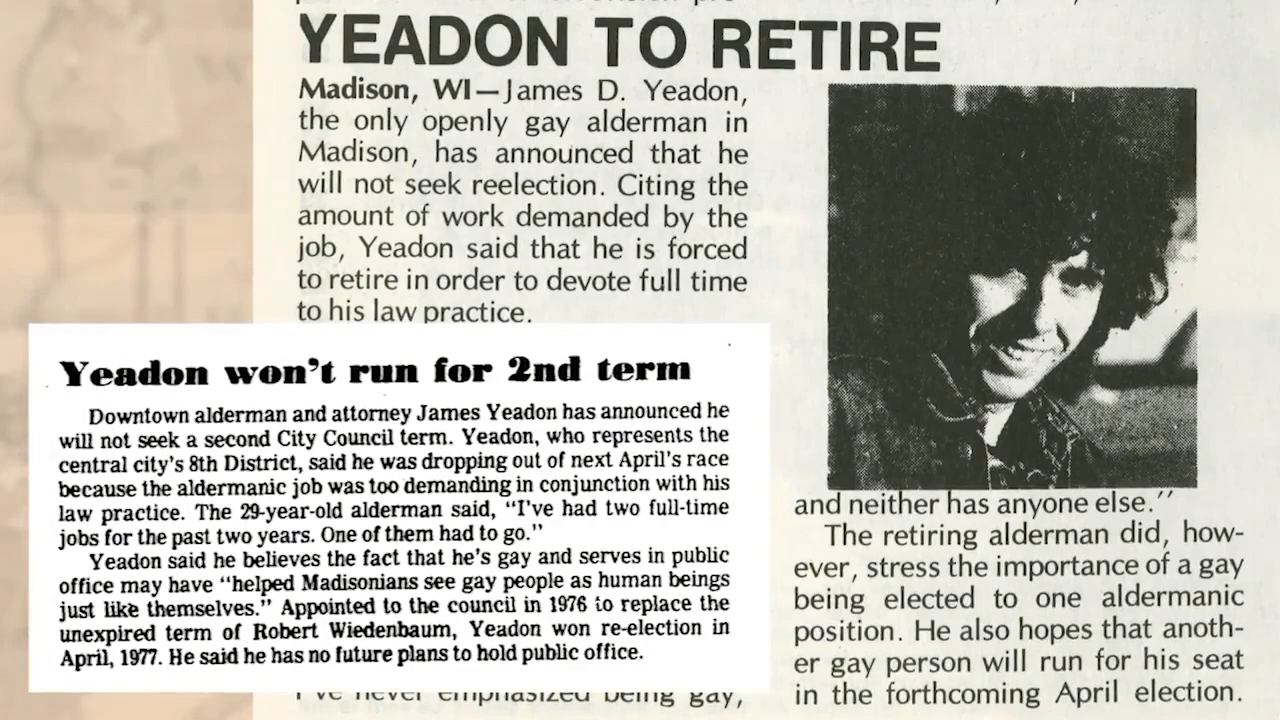 YEADON TO RETIRE
Madison, WI—James D. Yeadon,
the only openly gay alderman in
Madison, has announced that he
will not seek reelection. Citing the
amount of work demanded by the
job, Yeadon said that he is forced
to retire in order to devote full time
to his law practice.
Yeadon won't run for 2nd term
Downtown alderman and attorney James Yeadon has announced he
will not seek a second City Council term. Yeadon, who represents the
central city's 8th District, said he was dropping out of next April's race
because the aldermanic job was too demanding in conjunction with his
law practice. The 29-year-old alderman said, "I've had two full-time
jobs for the past two years. One of them had to go."
Yeadon said he believes the fact that he's gay and serves in public
office may have "helped Madisonians see gay people as human beings
just like themselves." Appointed to the council in 1976 to replace the
unexpired term of Robert Wiedenbaum, Yeadon won re-election in
April, 1977. He said he has no future plans to hold public office.
I've never emphasized being gay,
and neither has anyone else.''
The retiring alderman did, how-
ever, stress the importance of a gay
being elected to one aldermanic
position. He also hopes that anoth-
er gay person will run for his seat
in the forthcoming April election.